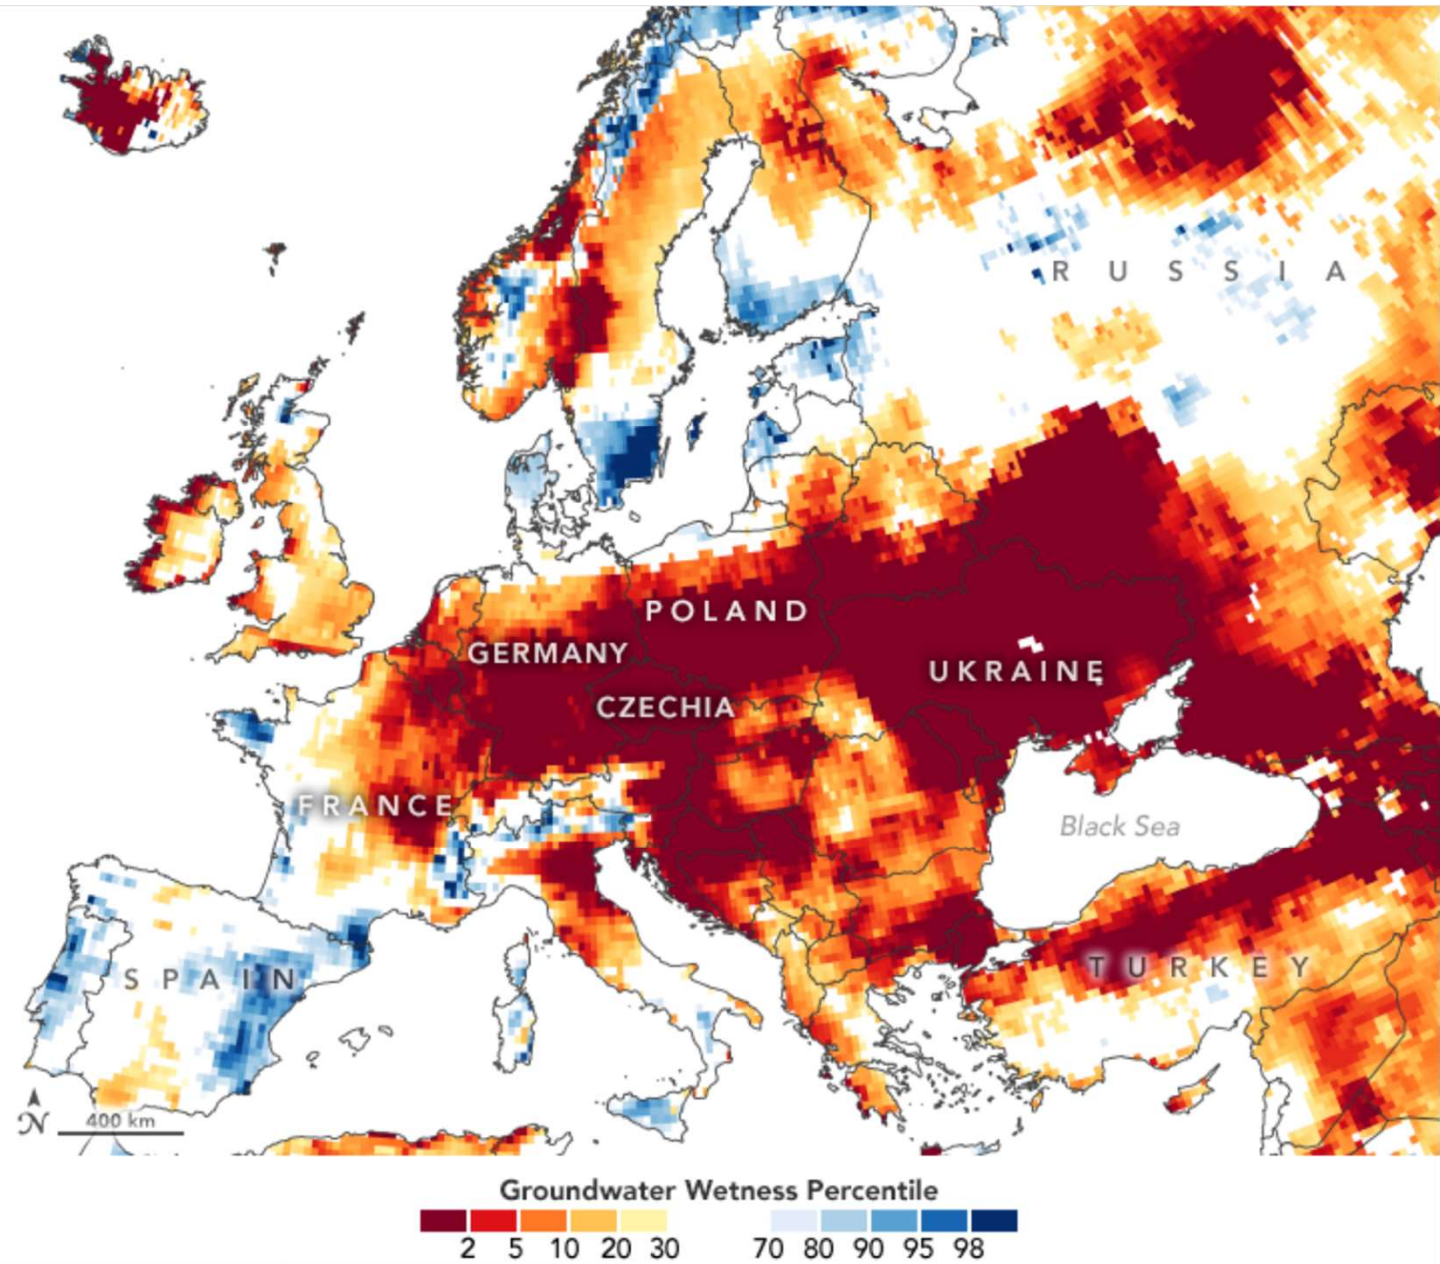 RUSSIA
POLAND
GERMANY
UKRAINE
CZECHIA
FRANCE
Black Sea
SPAIN
TURKEY
N
400 km
Groundwater Wetness Percentile
2 5 10 20 30 70 80 90 95 98